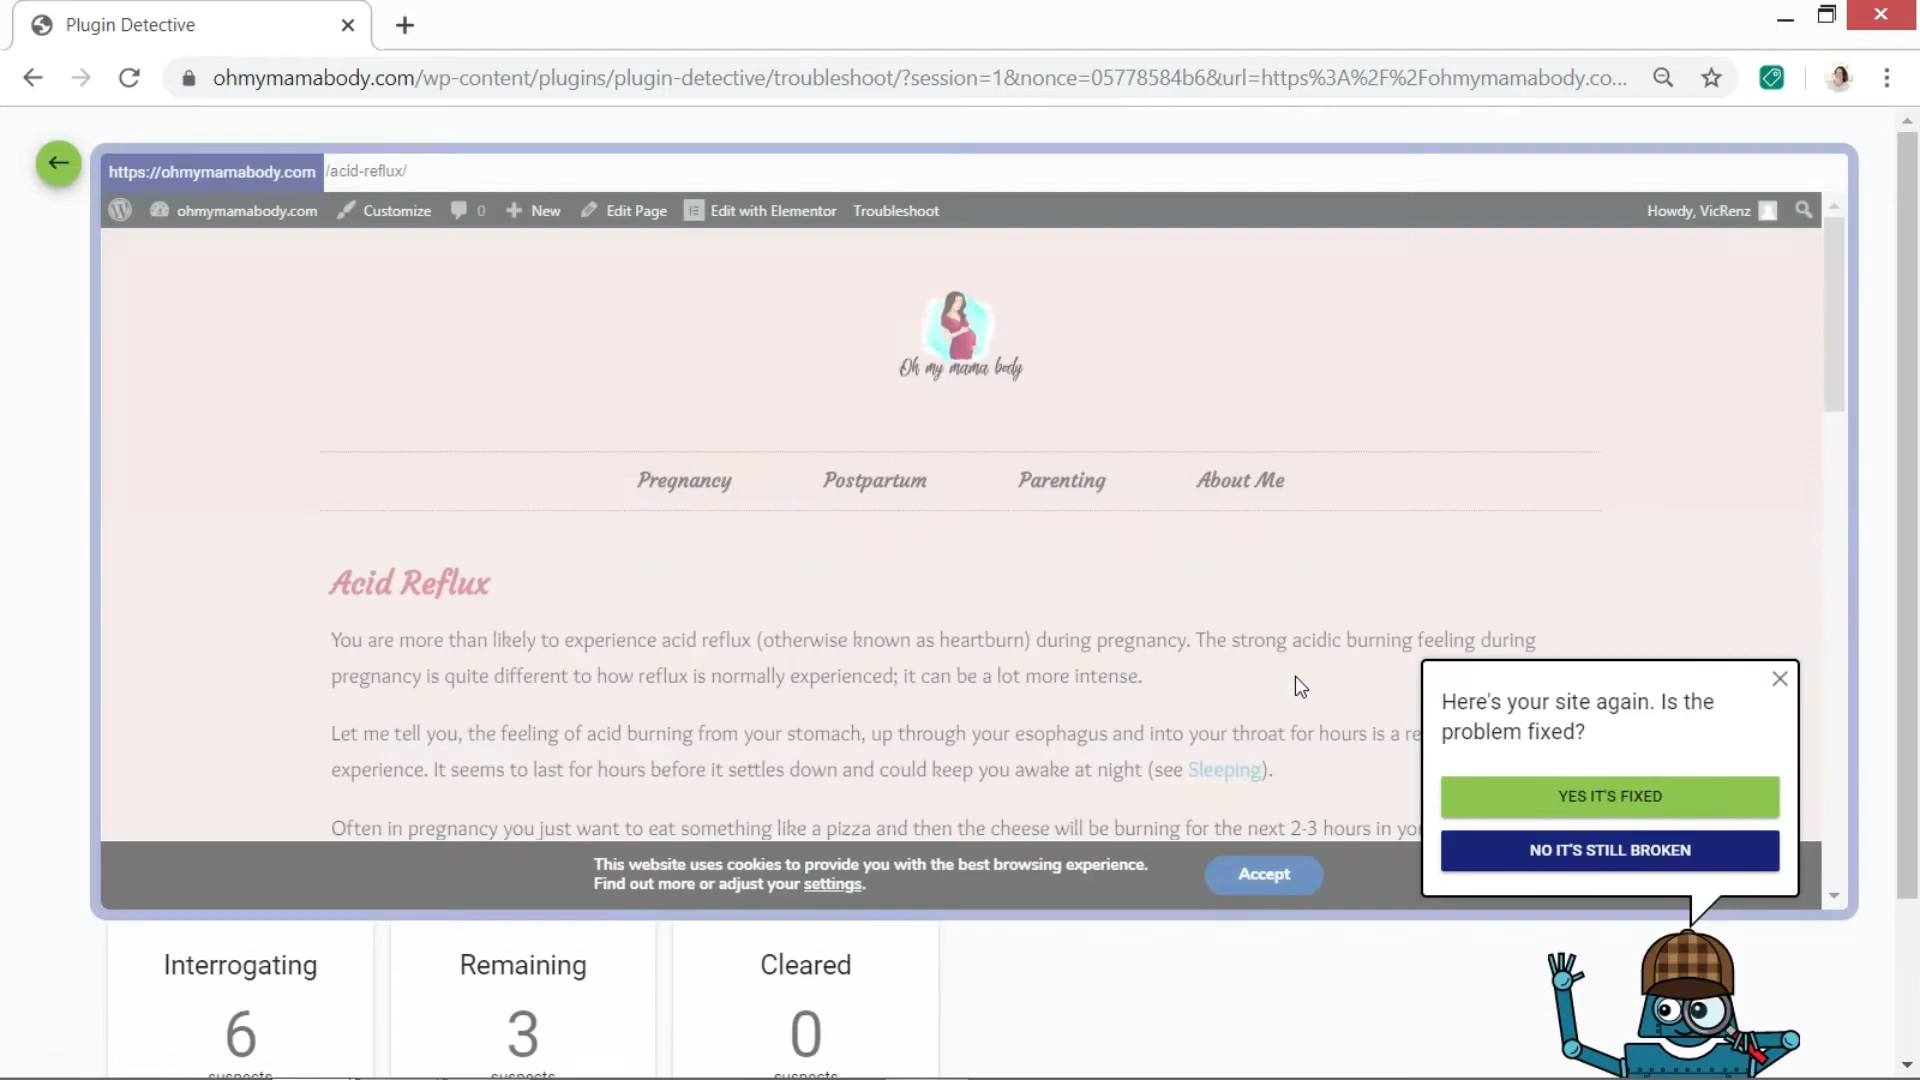 Plugin Detective
ohmymamabody.com/wp-content/plugins/plugin-detective/troubleshoot/?session=1&nonce=05778584b6&url=https%3A%2F%2Fohmymamabody.co...
https://ohmymamabody.com /acid-reflux/
ohmymamabody.com Customize 0 New Edit Page Edit with Elementor Troubleshoot Howdy, VicRenz
Oh my mama body
Pregnancy Postpartum Parenting About Me
Acid Reflux
You are more than likely to experience acid reflux (otherwise known as heartburn) during pregnancy. The strong acidic burning feeling during
pregnancy is quite different to how reflux is normally experienced; it can be a lot more intense.
Let me tell you, the feeling of acid burning from your stomach, up through your esophagus and into your throat for hours is a re
experience. It seems to last for hours before it settles down and could keep you awake at night (see Sleeping).
Often in pregnancy you just want to eat something like a pizza and then the cheese will be burning for the next 2-3 hours in you
This website uses cookies to provide you with the best browsing experience.
Find out more or adjust your settings.
Accept
Here's your site again. Is the
problem fixed?
YES IT'S FIXED
NO IT'S STILL BROKEN
Interrogating
6
suspects
Remaining
3
suspects
Cleared
0
suspects